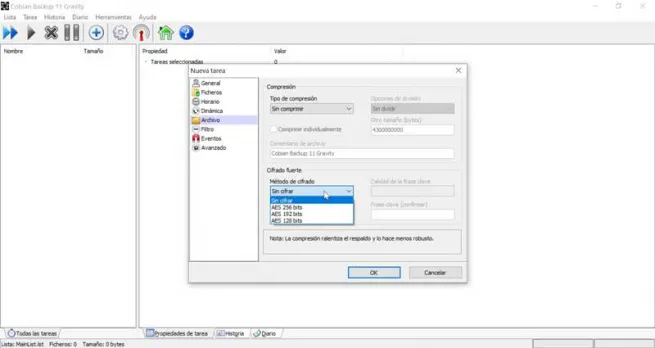 Cobian Backup 11 Gravity
Lista Tarea Historia Diario Herramientas Ayuda
Nombre Tamaño Propiedad Valor
Tareas seleccionadas 0
Nueva tarea
General
Ficheros
Horario
Dinámica
Archivo
Filtro
Eventos
Avanzado
Compresión
Tipo de compresión Opciones de división
Sin comprimir Sin dividir
Comprimir individualmente Otro tamaño (bytes)
4300000000
Comentario de archivo
Cobian Backup 11 Gravity
Cifrado fuerte
Método de cifrado Calidad de la frase clave
Sin cifrar
Sin cifrar
AES 256 bits
AES 192 bits
AES 128 bits
Frase clave (confirmar)
Nota: La compresión ralentiza el respaldo y lo hace menos robusto.
OK Cancelar
Todas las tareas Propiedades de tarea Historia Diario
Lista: MainList.lst Ficheros: 0 Tamaño: 0 bytes